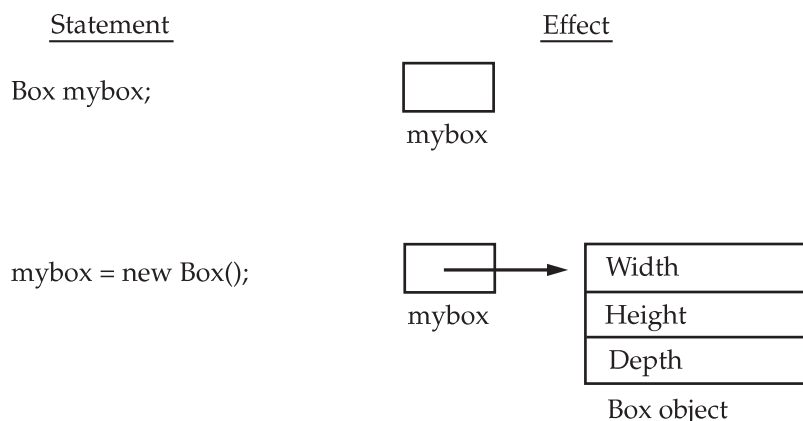 Statement Effect
Box mybox;
mybox
mybox = new Box();
Width
mybox
Height
Depth
Box object